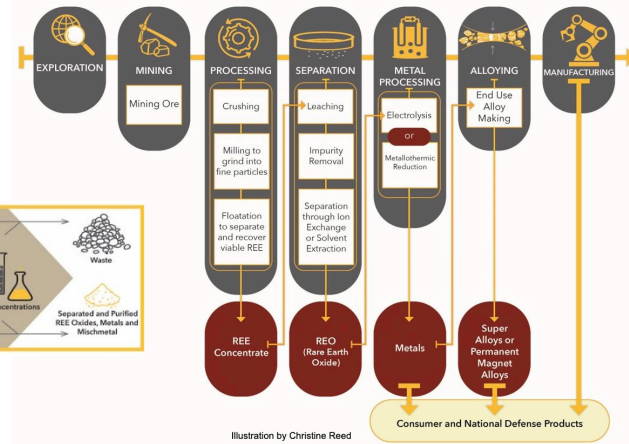 EXPLORATION
MINING
Mining Ore
PROCESSING
Crushing
Milling to
grind into
fine particles
Floatation
to separate
and recover
viable REE
REE
Concentrate
SEPARATION
Leaching
Impurity
Removal
Separation
through Ion
Exchange
or Solvent
Extraction
REO
(Rare Earth
Oxide)
METAL
PROCESSING
Electrolysis
or
Metallothermic
Reduction
Metals
ALLOYING
End Use
Alloy
Making
Super
Alloys or
Permanent
Magnet
Alloys
MANUFACTURING
Consumer and National Defense Products
Waste
Separated and Purified
REE Oxides, Metals and
Mischmetal
Illustration by Christine Reed